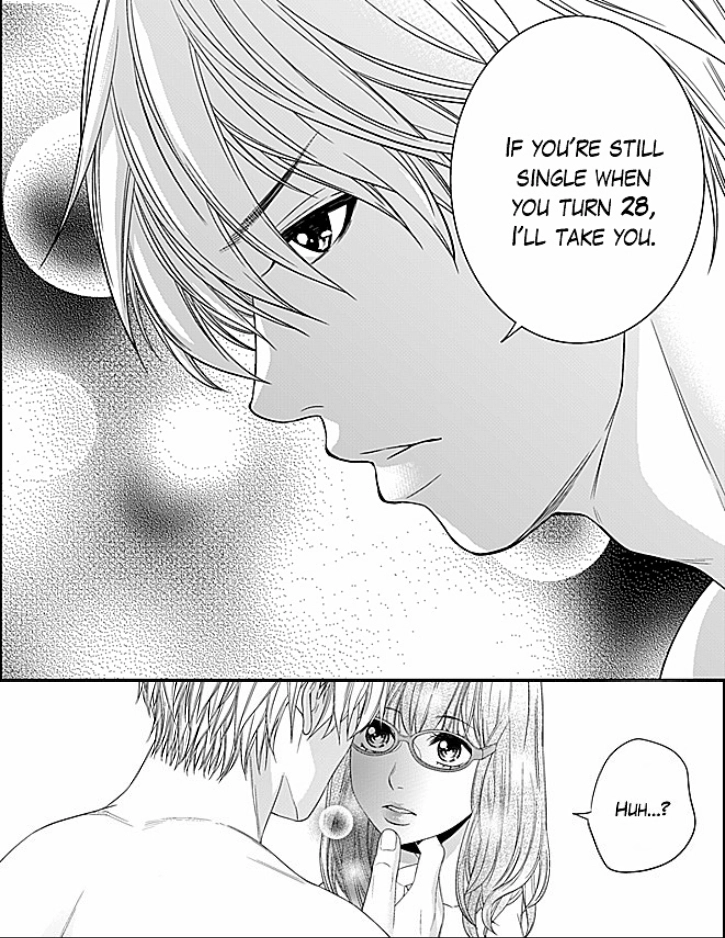 IF YOU'RE STILL
SINGLE WHEN
YOU TURN 28,
I'LL TAKE YOU.
HUH...?